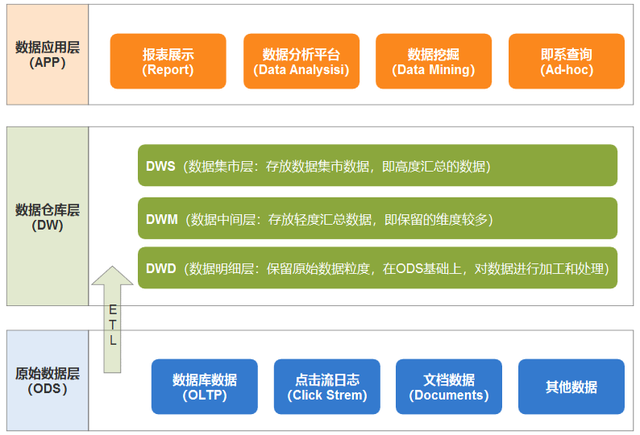 数据应用层
（APP）
报表展示
（Report）
数据分析平台
（Data Analysisi）
数据挖掘
（Data Mining）
即系查询
（Ad-hoc）
数据仓库层
（DW）
DWS（数据集市层：存放数据集市数据，即高度汇总的数据）
DWM（数据中间层：存放轻度汇总数据，即保留的维度较多）
DWD（数据明细层：保留原始数据粒度，在ODS基础上，对数据进行加工和处理）
E
T
L
原始数据层
（ODS）
数据库数据
（OLTP）
点击流日志
（Click Strem）
文档数据
（Documents）
其他数据